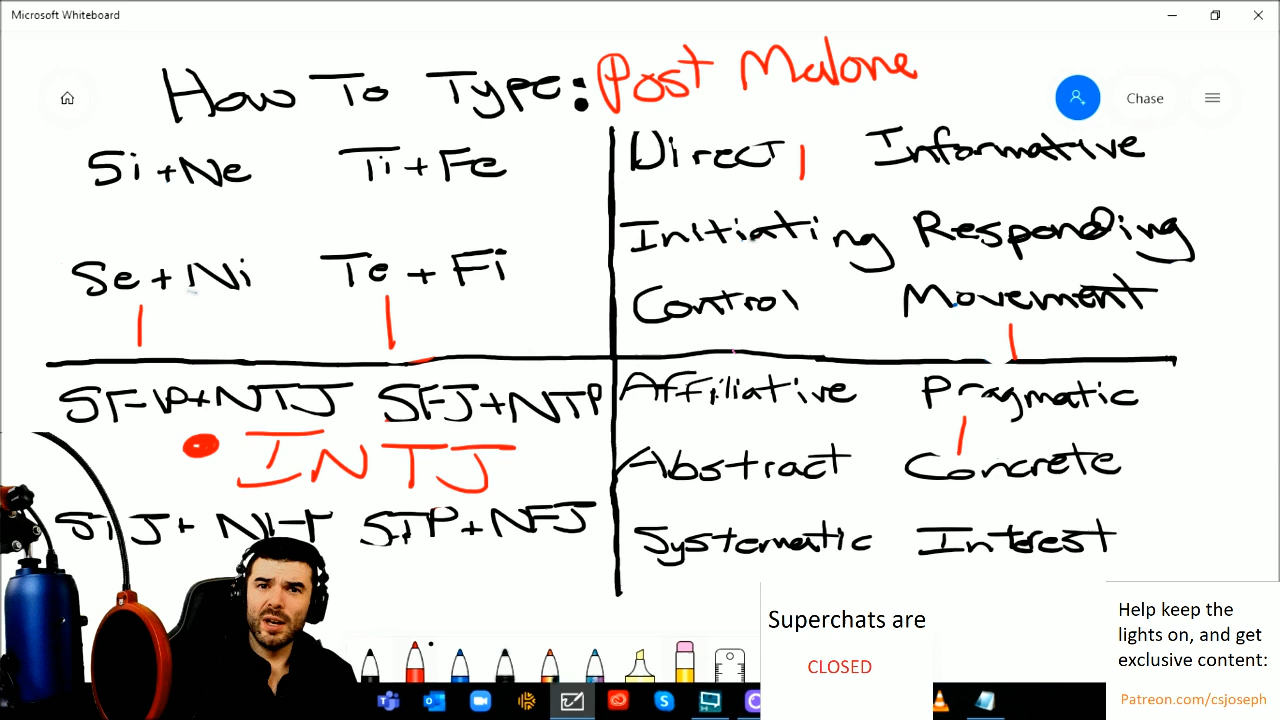 Microsoft Whiteboard
How To Type: Post Malone
Chase
Si + Ne Ti + Fe
Se + Ni Te + Fi
Direct Informative
Initiating Responding
Control Movement
SFP + NTJ SFJ + NTP
INTJ
STJ + NFP STP + NFJ
Affiliative Pragmatic
Abstract Concrete
Systematic Interest
Superchats are
CLOSED
Help keep the
lights on, and get
exclusive content:
Patreon.com/csjoseph